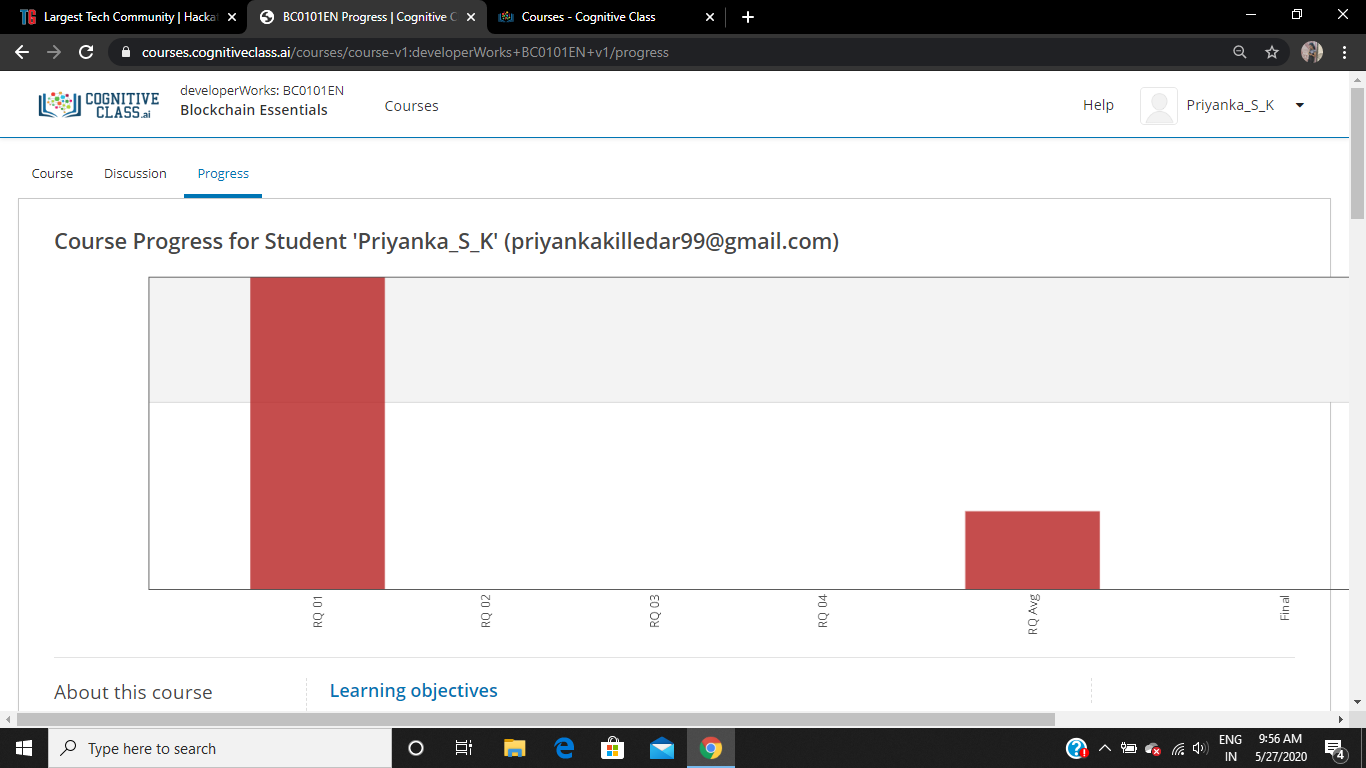 Largest Tech Community | Hacka
BC0101EN Progress | Cognitive C
Courses - Cognitive Class
courses.cognitiveclass.ai/courses/course-v1:developerWorks+BC0101EN+v1/progress
COGNITIVE
CLASS.ai
developerWorks: BC0101EN
Blockchain Essentials
Courses
Help
Priyanka_S_K
Course
Discussion
Progress
Course Progress for Student 'Priyanka_S_K' (priyankakilledar99@gmail.com)
RQ 01
RQ 02
RQ 03
RQ 04
RQ Avg
Final
About this course
Learning objectives
Type here to search
ENG
IN
9:56 AM
5/27/2020
4